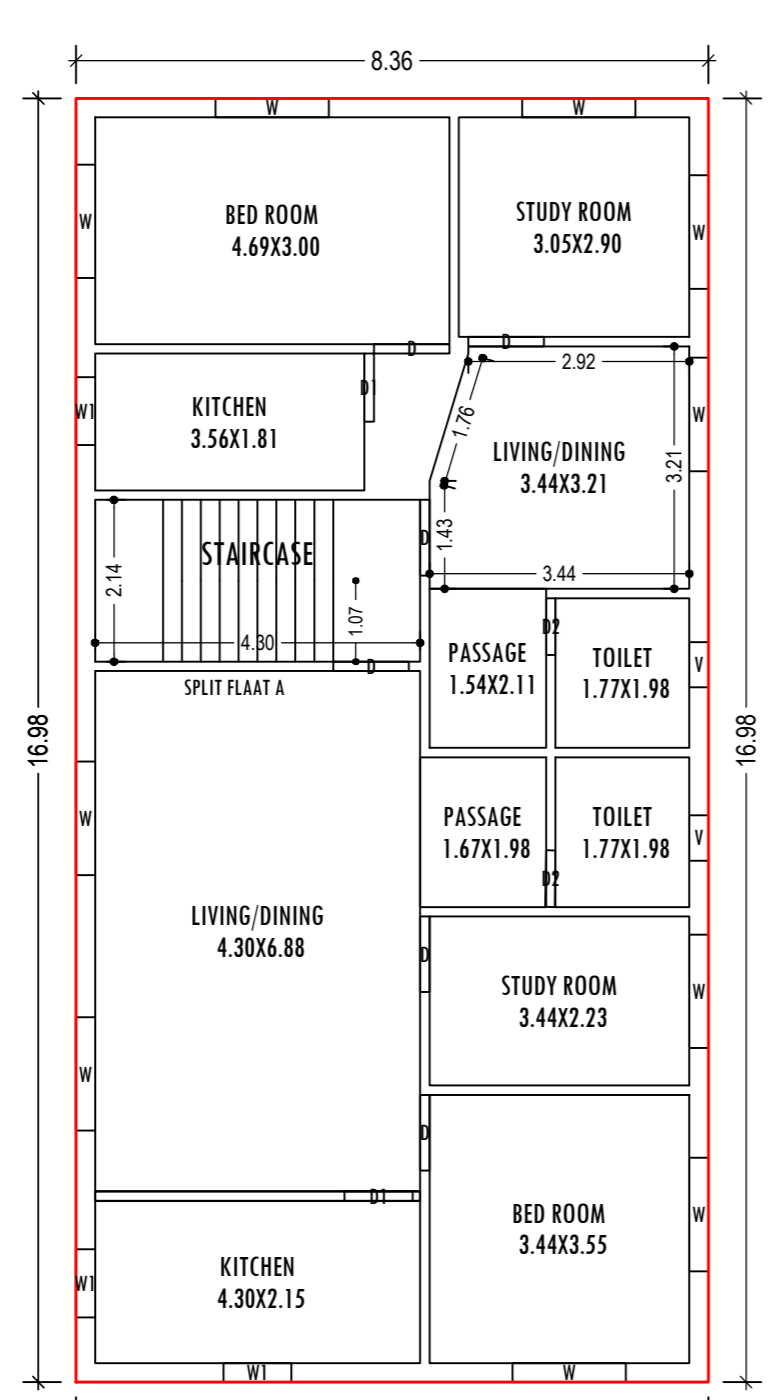 8.36
W
W
BED ROOM
4.69X3.00
STUDY ROOM
3.05X2.90
W
W
D
D
2.92
D1
W1
KITCHEN
3.56X1.81
1.76
LIVING/DINING
3.44X3.21
W
3.21
STAIRCASE
D
1.43
2.14
3.44
1.07
4.30
D
SPLIT FLAAT A
PASSAGE
1.54X2.11
D2
TOILET
1.77X1.98
V
16.98
16.98
W
PASSAGE
1.67X1.98
D2
TOILET
1.77X1.98
V
LIVING/DINING
4.30X6.88
D
STUDY ROOM
3.44X2.23
W
W
D
D1
BED ROOM
3.44X3.55
W
KITCHEN
4.30X2.15
W1
W1
W